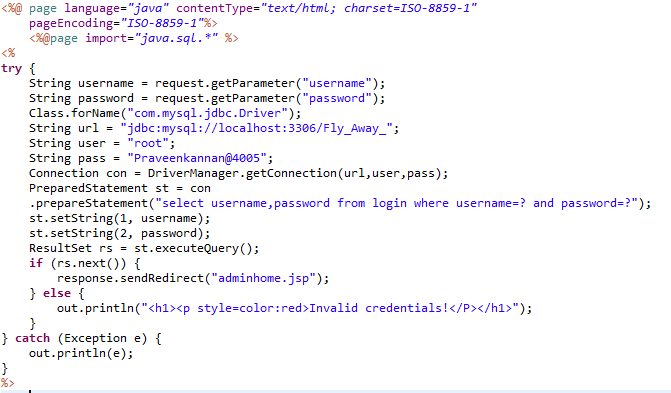 <%@ page language="java" contentType="text/html; charset=ISO-8859-1"
    pageEncoding="ISO-8859-1"%>
    <%@page import="java.sql.*" %>
<%
try {
    String username = request.getParameter("username");
    String password = request.getParameter("password");
    Class.forName("com.mysql.jdbc.Driver");
    String url = "jdbc:mysql://localhost:3306/Fly_Away_";
    String user = "root";
    String pass = "Praveenkannan@4005";
    Connection con = DriverManager.getConnection(url,user,pass);
    PreparedStatement st = con
    .prepareStatement("select username,password from login where username=? and password=?");
    st.setString(1, username);
    st.setString(2, password);
    ResultSet rs = st.executeQuery();
    if (rs.next()) {
        response.sendRedirect("adminhome.jsp");
    } else {
        out.println("<h1><p style=color:red>Invalid credentials!</P></h1>");
    }
} catch (Exception e) {
    out.println(e);
}
%>